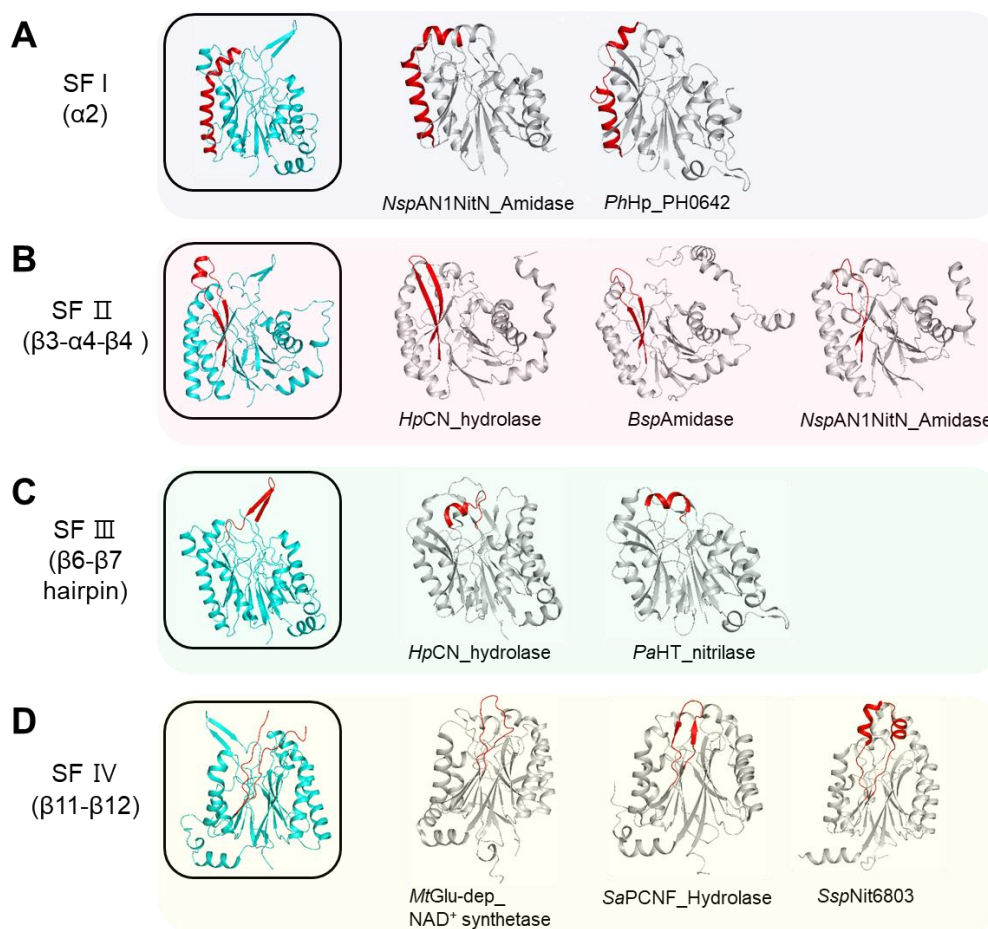 A
SF I
(α2)
NspAN1NitN_Amidase
PhHp_PH0642
B
SF Ⅱ
(β3-α4-β4 )
HpCN_hydrolase
BspAmidase
NspAN1NitN_Amidase
C
SF Ⅲ
(β6-β7
hairpin)
HpCN_hydrolase
PaHT_nitrilase
D
SF Ⅳ
(β11-β12)
MtGlu-dep_
NAD⁺ synthetase
SaPCNF_Hydrolase
SspNit6803